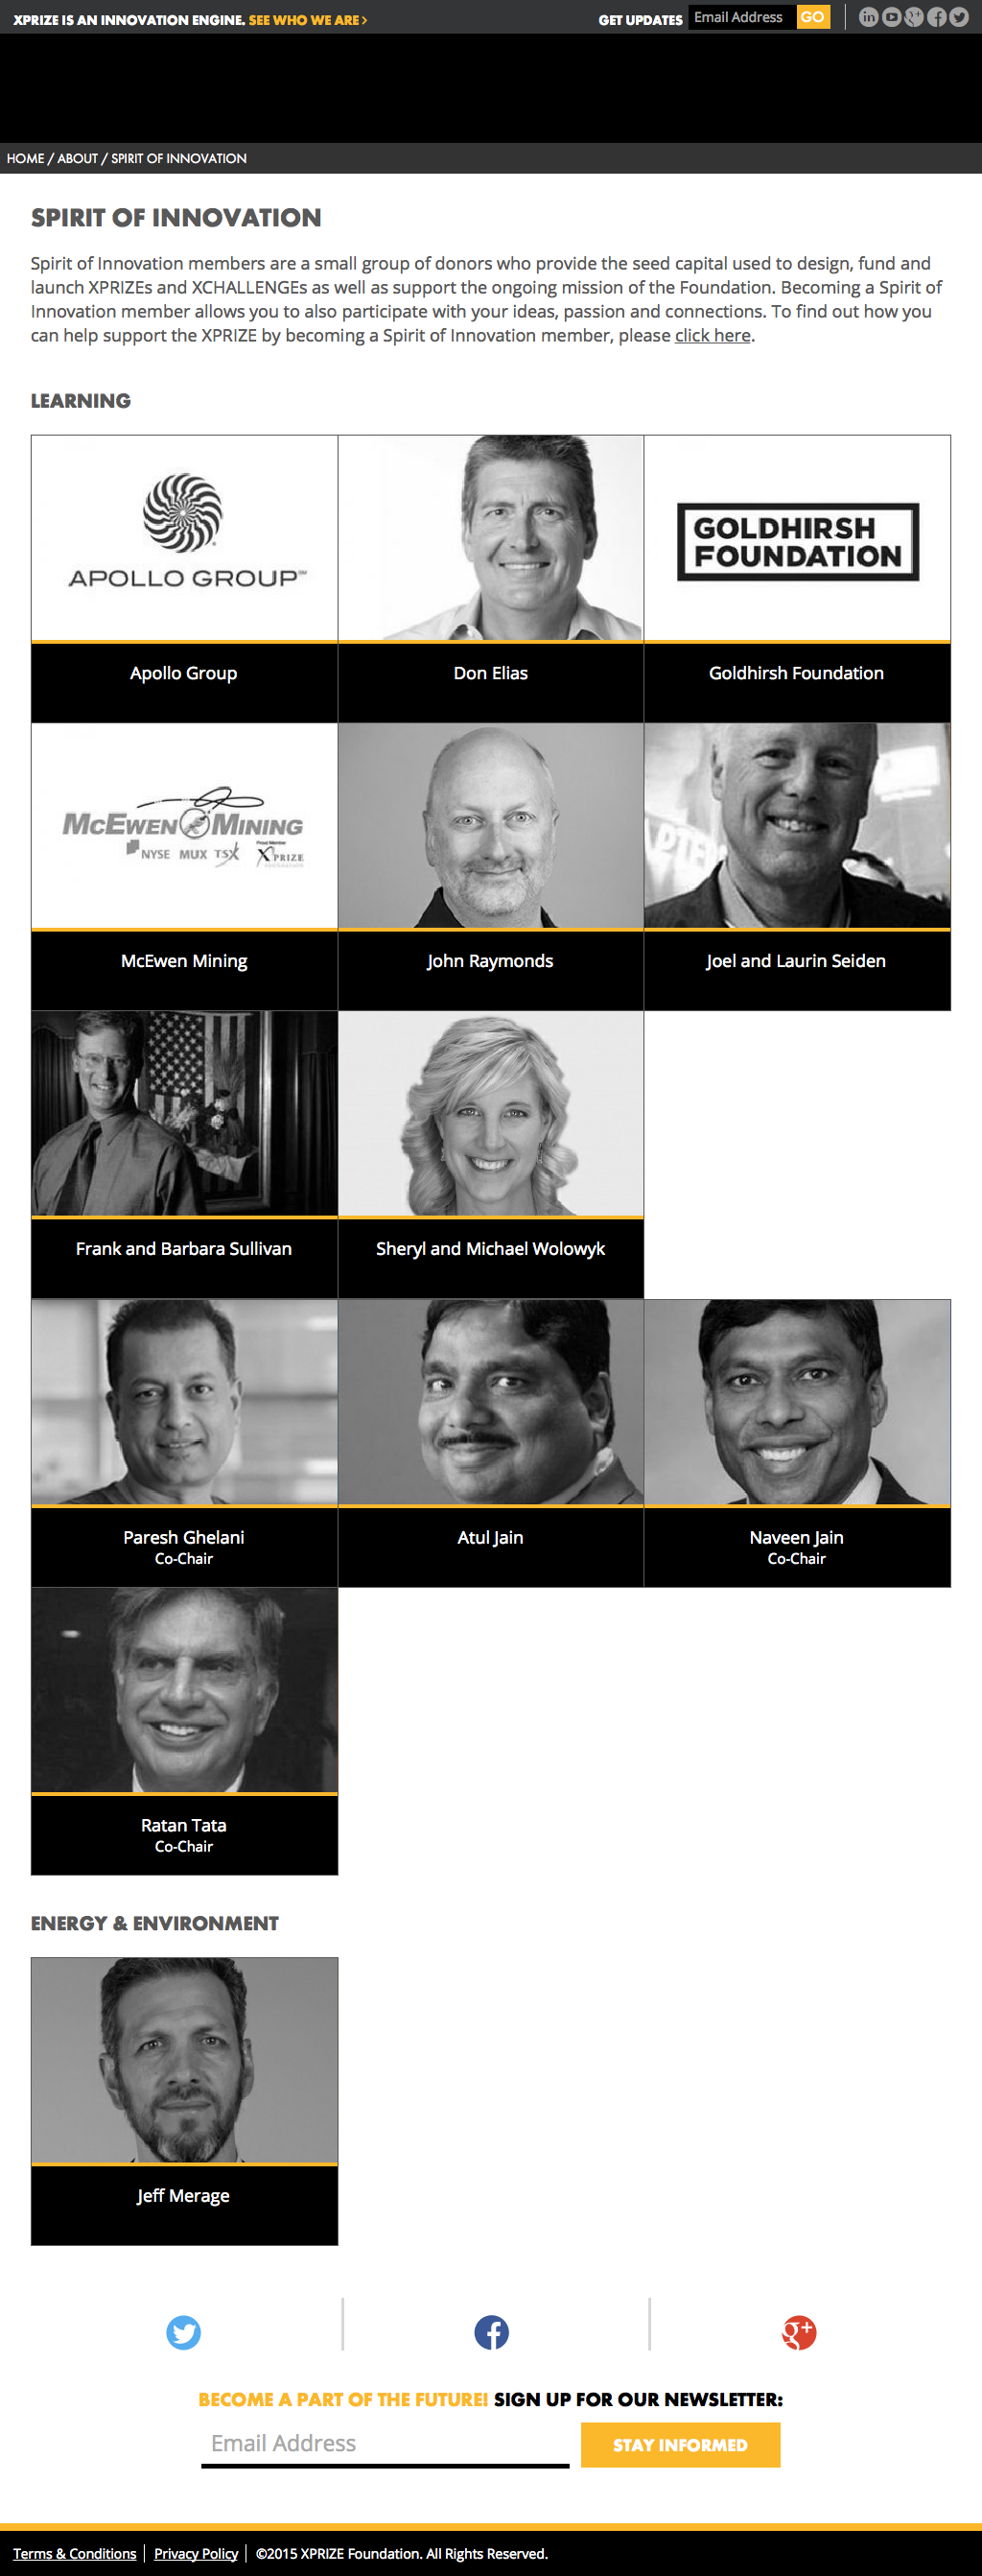 XPRIZE IS AN INNOVATION ENGINE. SEE WHO WE ARE ›
GET UPDATES Email Address GO
HOME / ABOUT / SPIRIT OF INNOVATION
SPIRIT OF INNOVATION
Spirit of Innovation members are a small group of donors who provide the seed capital used to design, fund and
launch XPRIZEs and XCHALLENGEs as well as support the ongoing mission of the Foundation. Becoming a Spirit of
Innovation member allows you to also participate with your ideas, passion and connections. To find out how you
can help support the XPRIZE by becoming a Spirit of Innovation member, please click here.
LEARNING
APOLLO GROUP℠
GOLDHIRSH
FOUNDATION
Apollo Group
Don Elias
Goldhirsh Foundation
MCEWEN MINING
NYSE MUX TSX
Proud Member
XPRIZE
McEwen Mining
John Raymonds
Joel and Laurin Seiden
Frank and Barbara Sullivan
Sheryl and Michael Wolowyk
Paresh Ghelani
Co-Chair
Atul Jain
Naveen Jain
Co-Chair
Ratan Tata
Co-Chair
ENERGY & ENVIRONMENT
Jeff Merage
BECOME A PART OF THE FUTURE! SIGN UP FOR OUR NEWSLETTER:
Email Address
STAY INFORMED
Terms & Conditions | Privacy Policy | ©2015 XPRIZE Foundation. All Rights Reserved.